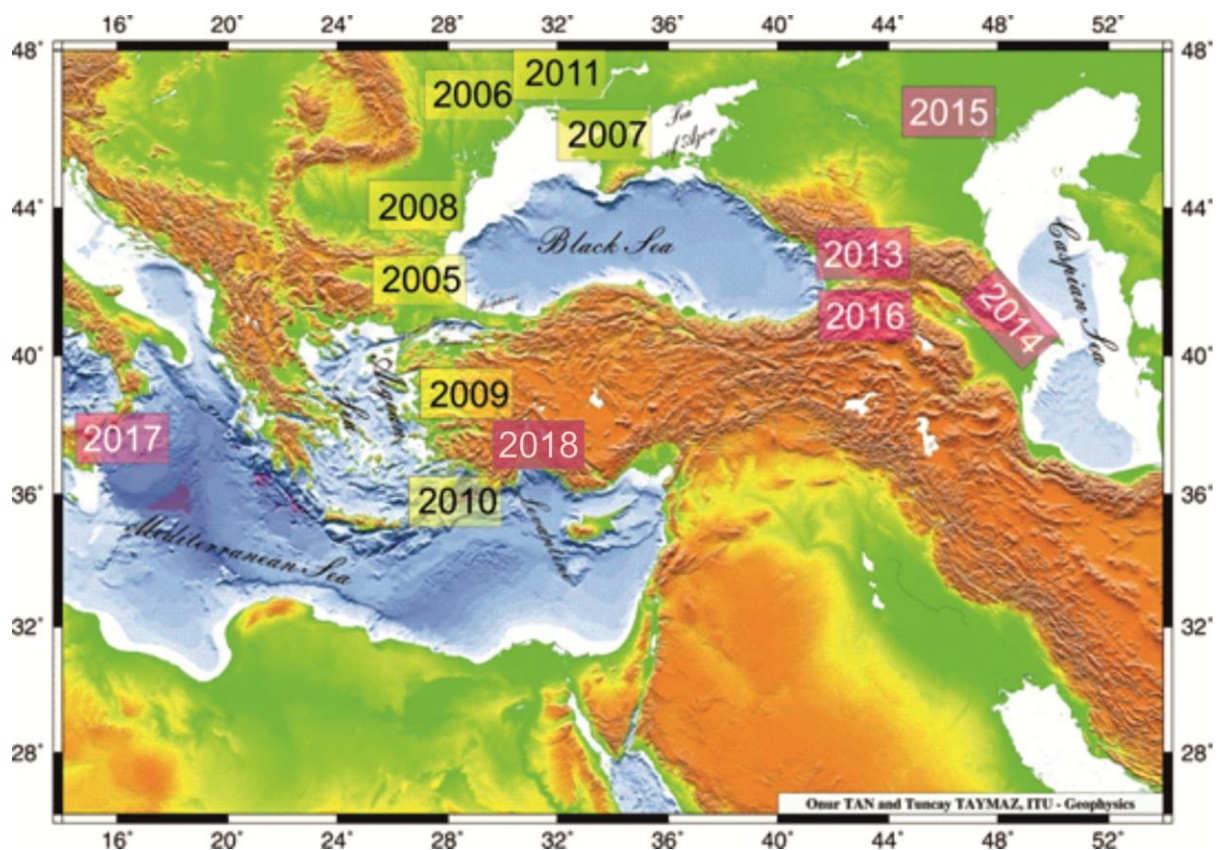 16° 20° 24° 28° 32° 36° 40° 44° 48° 52°
48° 48°
2011
2006
2015
Sea
of Azov
2007
44° 2008 44°
Black Sea
Caspian Sea
2013
2005
2016
2014
40° 40°
Aegean
Sea
2009
2017
2018
36° 2010 36°
Mediterranean Sea
32° 32°
28° 28°
Onur TAN and Tuncay TAYMAZ, ITU - Geophysics
16° 20° 24° 28° 32° 36° 40° 44° 48° 52°